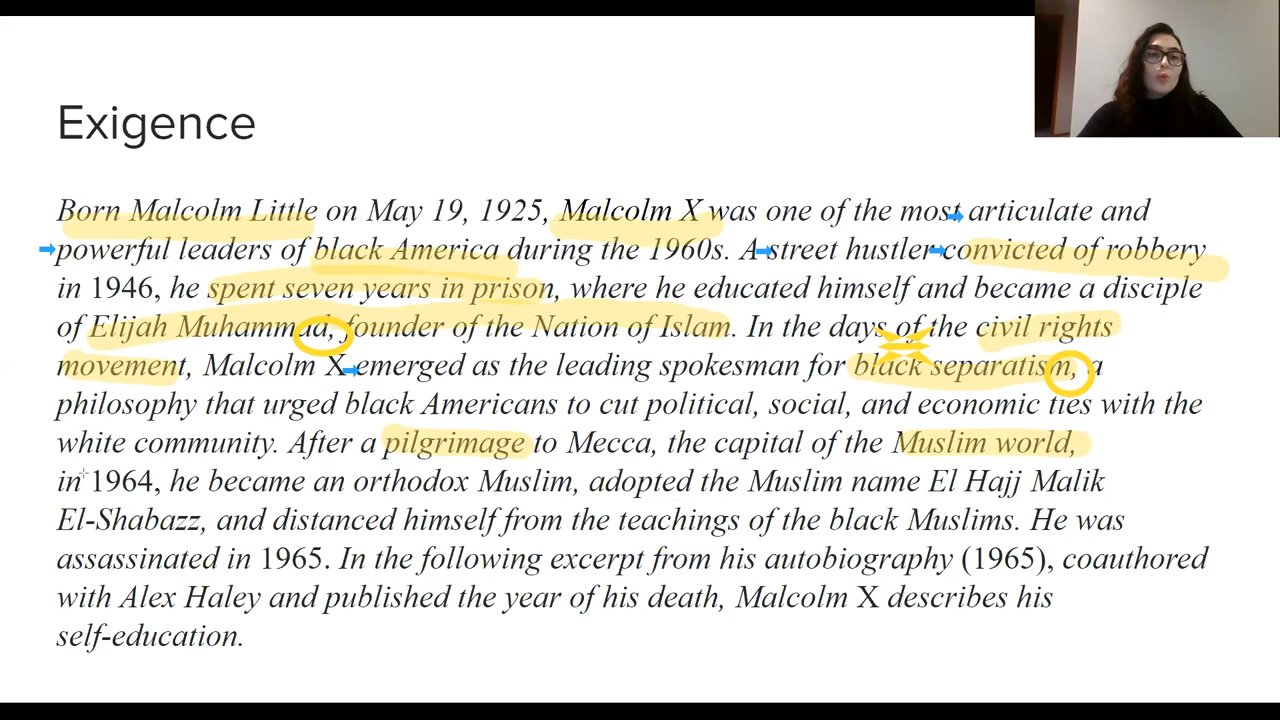 Exigence
Born Malcolm Little on May 19, 1925, Malcolm X was one of the most articulate and
powerful leaders of black America during the 1960s. A street hustler convicted of robbery
in 1946, he spent seven years in prison, where he educated himself and became a disciple
of Elijah Muhammad, founder of the Nation of Islam. In the days of the civil rights
movement, Malcolm X emerged as the leading spokesman for black separatism, a
philosophy that urged black Americans to cut political, social, and economic ties with the
white community. After a pilgrimage to Mecca, the capital of the Muslim world,
in 1964, he became an orthodox Muslim, adopted the Muslim name El Hajj Malik
El-Shabazz, and distanced himself from the teachings of the black Muslims. He was
assassinated in 1965. In the following excerpt from his autobiography (1965), coauthored
with Alex Haley and published the year of his death, Malcolm X describes his
self-education.